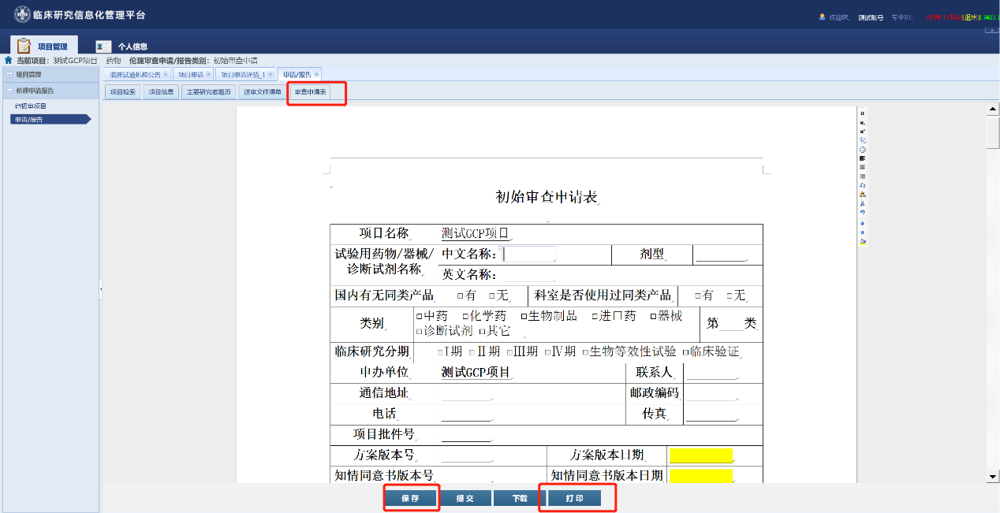 临床研究信息化管理平台
欢迎您, 测试账号 专业组:
[退出]
项目管理 个人信息
当前项目: 测试GCP项目 药物 伦理审查申请/报告类别: 初始审查申请
项目管理
伦理申请报告
待初审项目
申请/报告
临床试验机构公告 项目申请 项目申请详情_1 申请/报告
项目检索 项目信息 主要研究者履历 送审文件清单 审查申请表
初始审查申请表
项目名称 测试GCP项目
试验用药物/器械/诊断试剂名称 中文名称: 剂型
英文名称:
国内有无同类产品 □有 □无 科室是否使用过同类产品 □有 □无
类别 □中药 □化学药 □生物制品 □进口药 □器械 第____类
□诊断试剂 □其它
临床研究分期 □I期 □II期 □III期 □IV期 □生物等效性试验 □临床验证
申办单位 测试GCP项目 联系人
通信地址 邮政编码
电话 传真
项目批件号
方案版本号 方案版本日期
知情同意书版本号 知情同意书版本日期
保存 提交 下载 打印